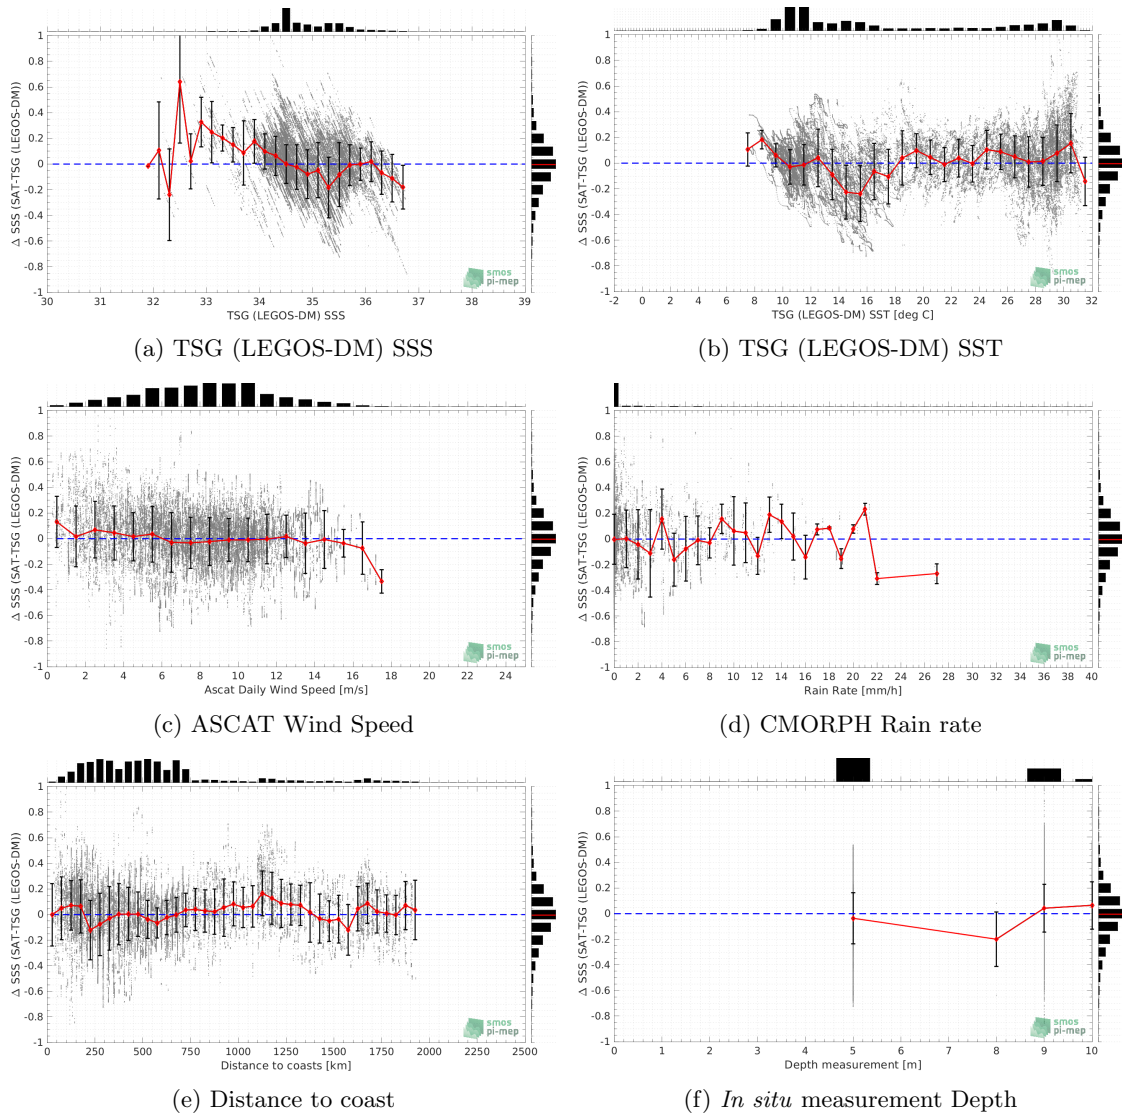 Δ SSS (SAT-TSG (LEGOS-DM))
1
0.8
0.6
0.4
0.2
0
-0.2
-0.4
-0.6
-0.8
-1
30 31 32 33 34 35 36 37 38 39
TSG (LEGOS-DM) SSS
smos
pi-mep
(a) TSG (LEGOS-DM) SSS
Δ SSS (SAT-TSG (LEGOS-DM))
1
0.8
0.6
0.4
0.2
0
-0.2
-0.4
-0.6
-0.8
-1
-2 0 2 4 6 8 10 12 14 16 18 20 22 24 26 28 30 32
TSG (LEGOS-DM) SST [deg C]
smos
pi-mep
(b) TSG (LEGOS-DM) SST
Δ SSS (SAT-TSG (LEGOS-DM))
1
0.8
0.6
0.4
0.2
0
-0.2
-0.4
-0.6
-0.8
-1
0 2 4 6 8 10 12 14 16 18 20 22 24
Ascat Daily Wind Speed [m/s]
smos
pi-mep
(c) ASCAT Wind Speed
Δ SSS (SAT-TSG (LEGOS-DM))
1
0.8
0.6
0.4
0.2
0
-0.2
-0.4
-0.6
-0.8
-1
0 2 4 6 8 10 12 14 16 18 20 22 24 26 28 30 32 34 36 38 40
Rain Rate [mm/h]
smos
pi-mep
(d) CMORPH Rain rate
Δ SSS (SAT-TSG (LEGOS-DM))
1
0.8
0.6
0.4
0.2
0
-0.2
-0.4
-0.6
-0.8
-1
0 250 500 750 1000 1250 1500 1750 2000 2250 2500
Distance to coasts [km]
smos
pi-mep
(e) Distance to coast
Δ SSS (SAT-TSG (LEGOS-DM))
1
0.8
0.6
0.4
0.2
0
-0.2
-0.4
-0.6
-0.8
-1
0 1 2 3 4 5 6 7 8 9 10
Depth measurement [m]
smos
pi-mep
(f) In situ measurement Depth